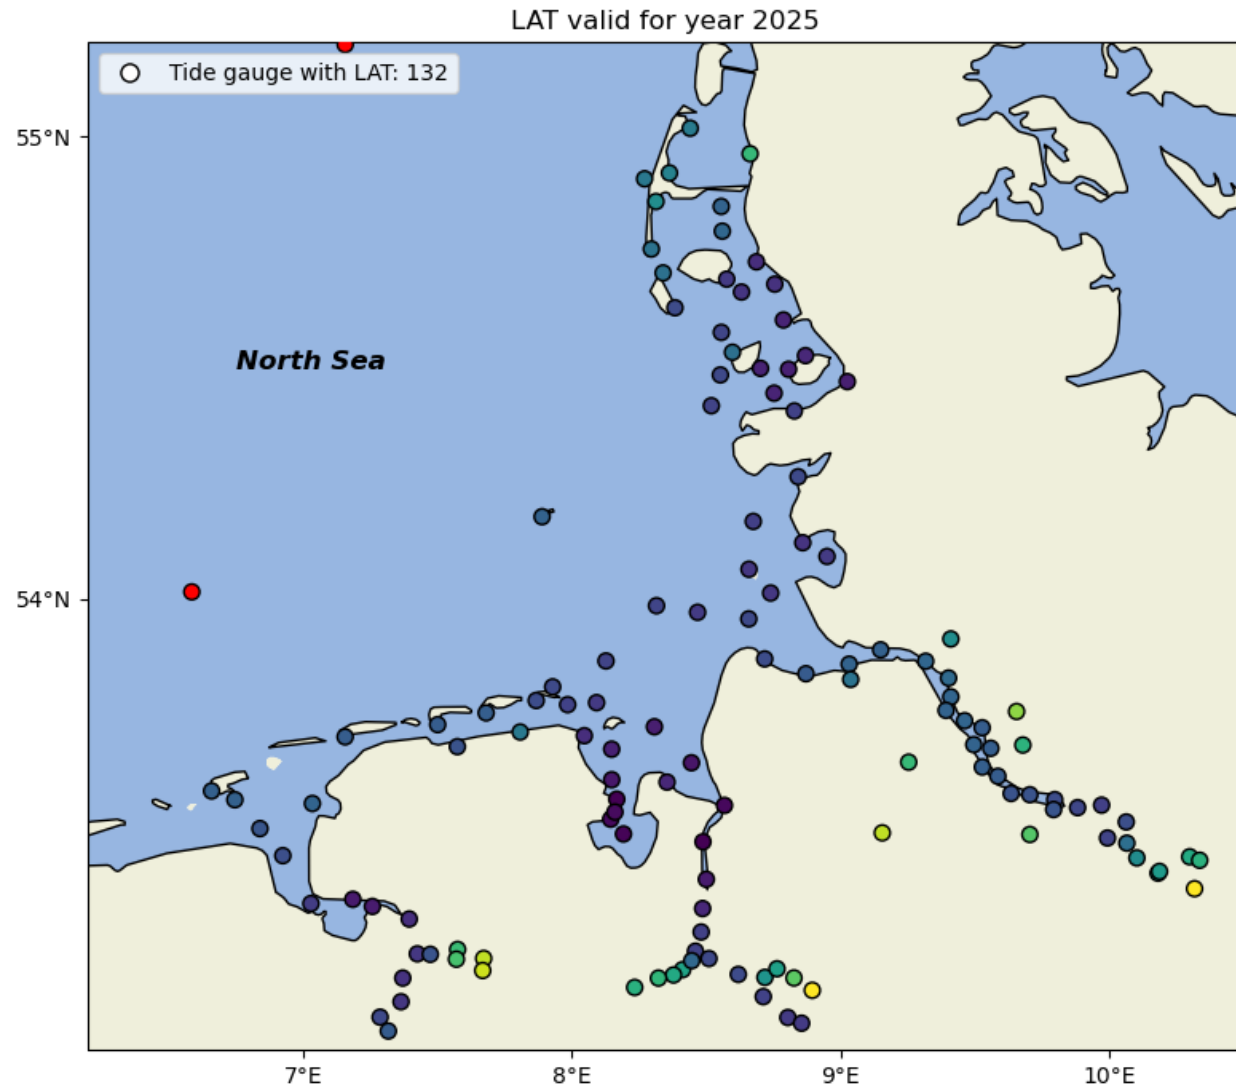 LAT valid for year 2025
Tide gauge with LAT: 132
55°N
North Sea
54°N
7°E 8°E 9°E 10°E